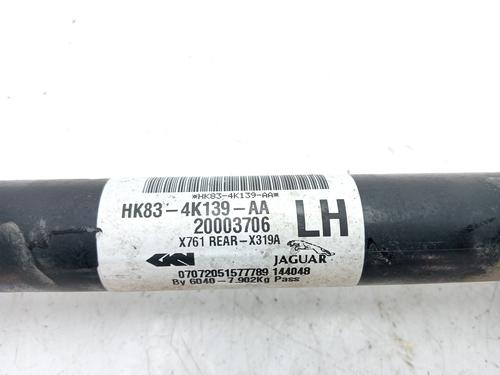 *HK83-4K139-AA*
HK83-4K139-AA LH
20003706
X761 REAR-X319A
GKN JAGUAR
07072051577789 144048
By 6040-7.902Kg Pass